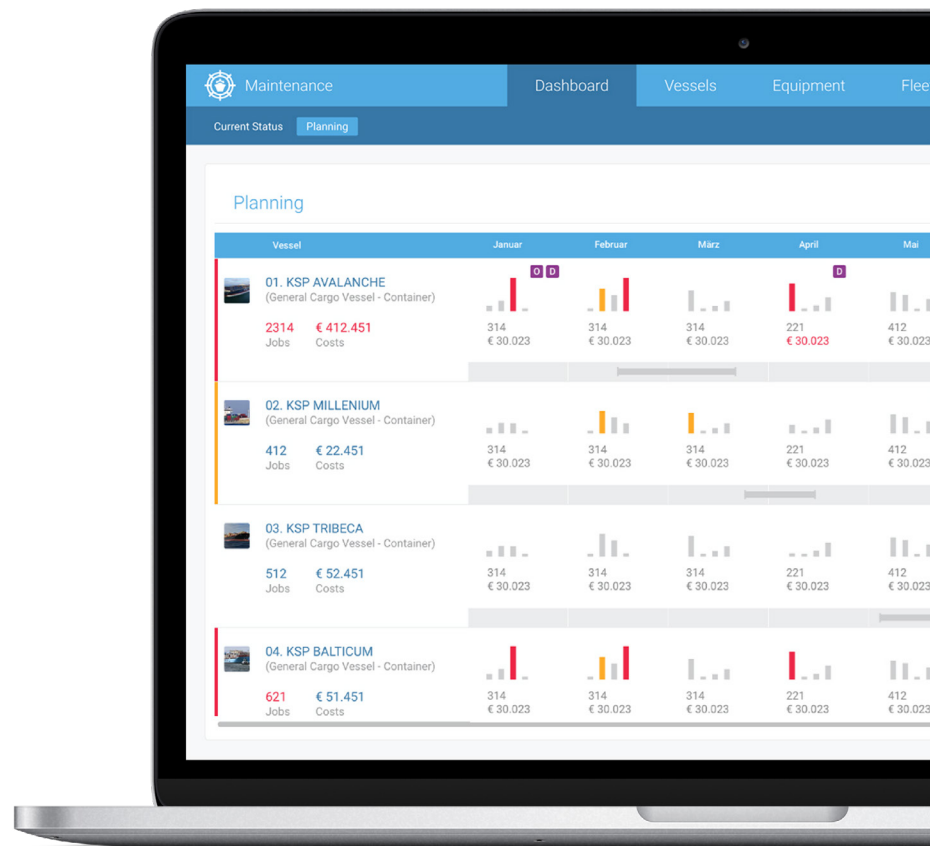 Maintenance
Dashboard
Vessels
Equipment
Current Status
Planning
Planning
Vessel
Januar
Februar
März
April
Mai
O D
D
01. KSP AVALANCHE
(General Cargo Vessel - Container)
2314 € 412.451
Jobs Costs
314 314 314 221 412
€ 30.023 € 30.023 € 30.023 € 30.023 € 30.023
02. KSP MILLENIUM
(General Cargo Vessel - Container)
412 € 22.451
Jobs Costs
314 314 314 221 412
€ 30.023 € 30.023 € 30.023 € 30.023 € 30.023
03. KSP TRIBECA
(General Cargo Vessel - Container)
512 € 52.451
Jobs Costs
314 314 314 221 412
€ 30.023 € 30.023 € 30.023 € 30.023 € 30.023
04. KSP BALTICUM
(General Cargo Vessel - Container)
621 € 51.451
Jobs Costs
314 314 314 221 412
€ 30.023 € 30.023 € 30.023 € 30.023 € 30.023